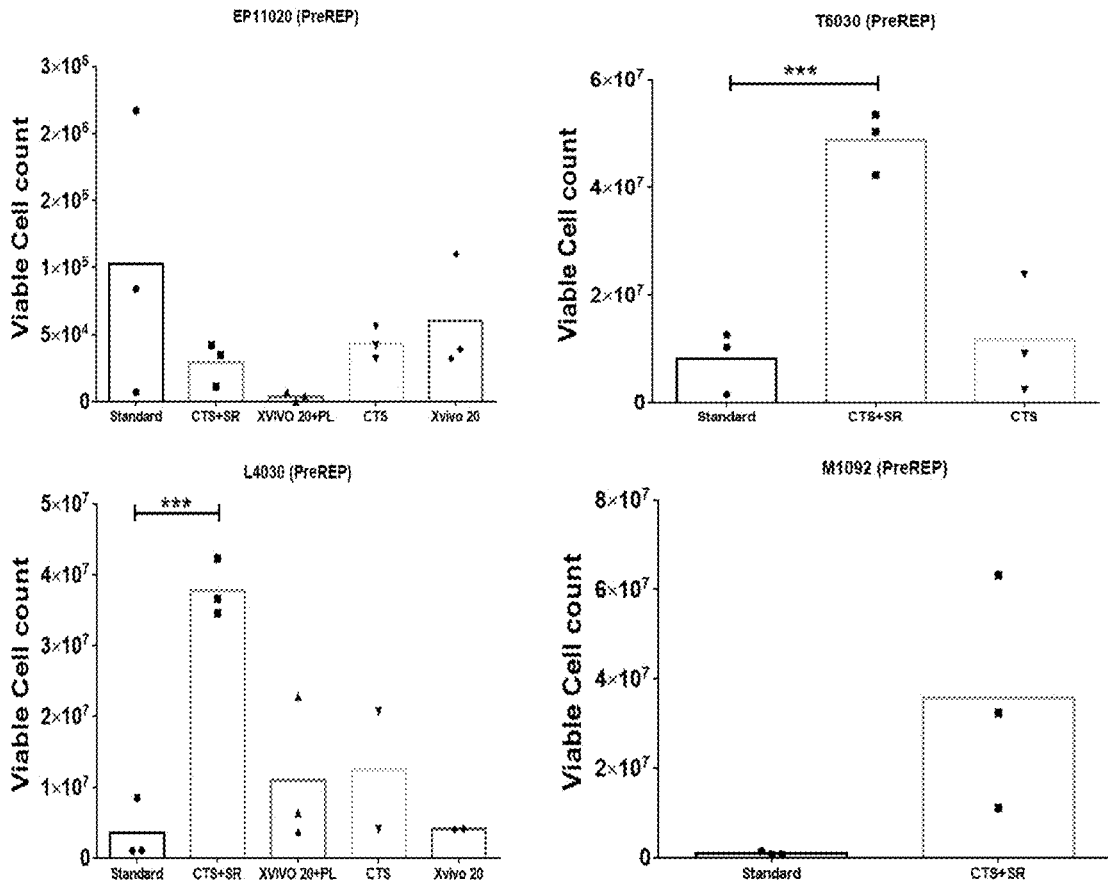 EP11020 (PreREP)
Viable Cell count
3×10⁵
2×10⁵
2×10⁵
1×10⁵
5×10⁴
0
Standard CTS+SR XVIVO 20+PL CTS Xvivo 20
T6030 (PreREP)
Viable Cell count
6×10⁷
4×10⁷
2×10⁷
0
***
Standard CTS+SR CTS
L4030 (PreREP)
Viable Cell count
5×10⁷
4×10⁷
3×10⁷
2×10⁷
1×10⁷
0
***
Standard CTS+SR XVIVO 20+PL CTS Xvivo 20
M1092 (PreREP)
Viable Cell count
8×10⁷
6×10⁷
4×10⁷
2×10⁷
0
Standard CTS+SR